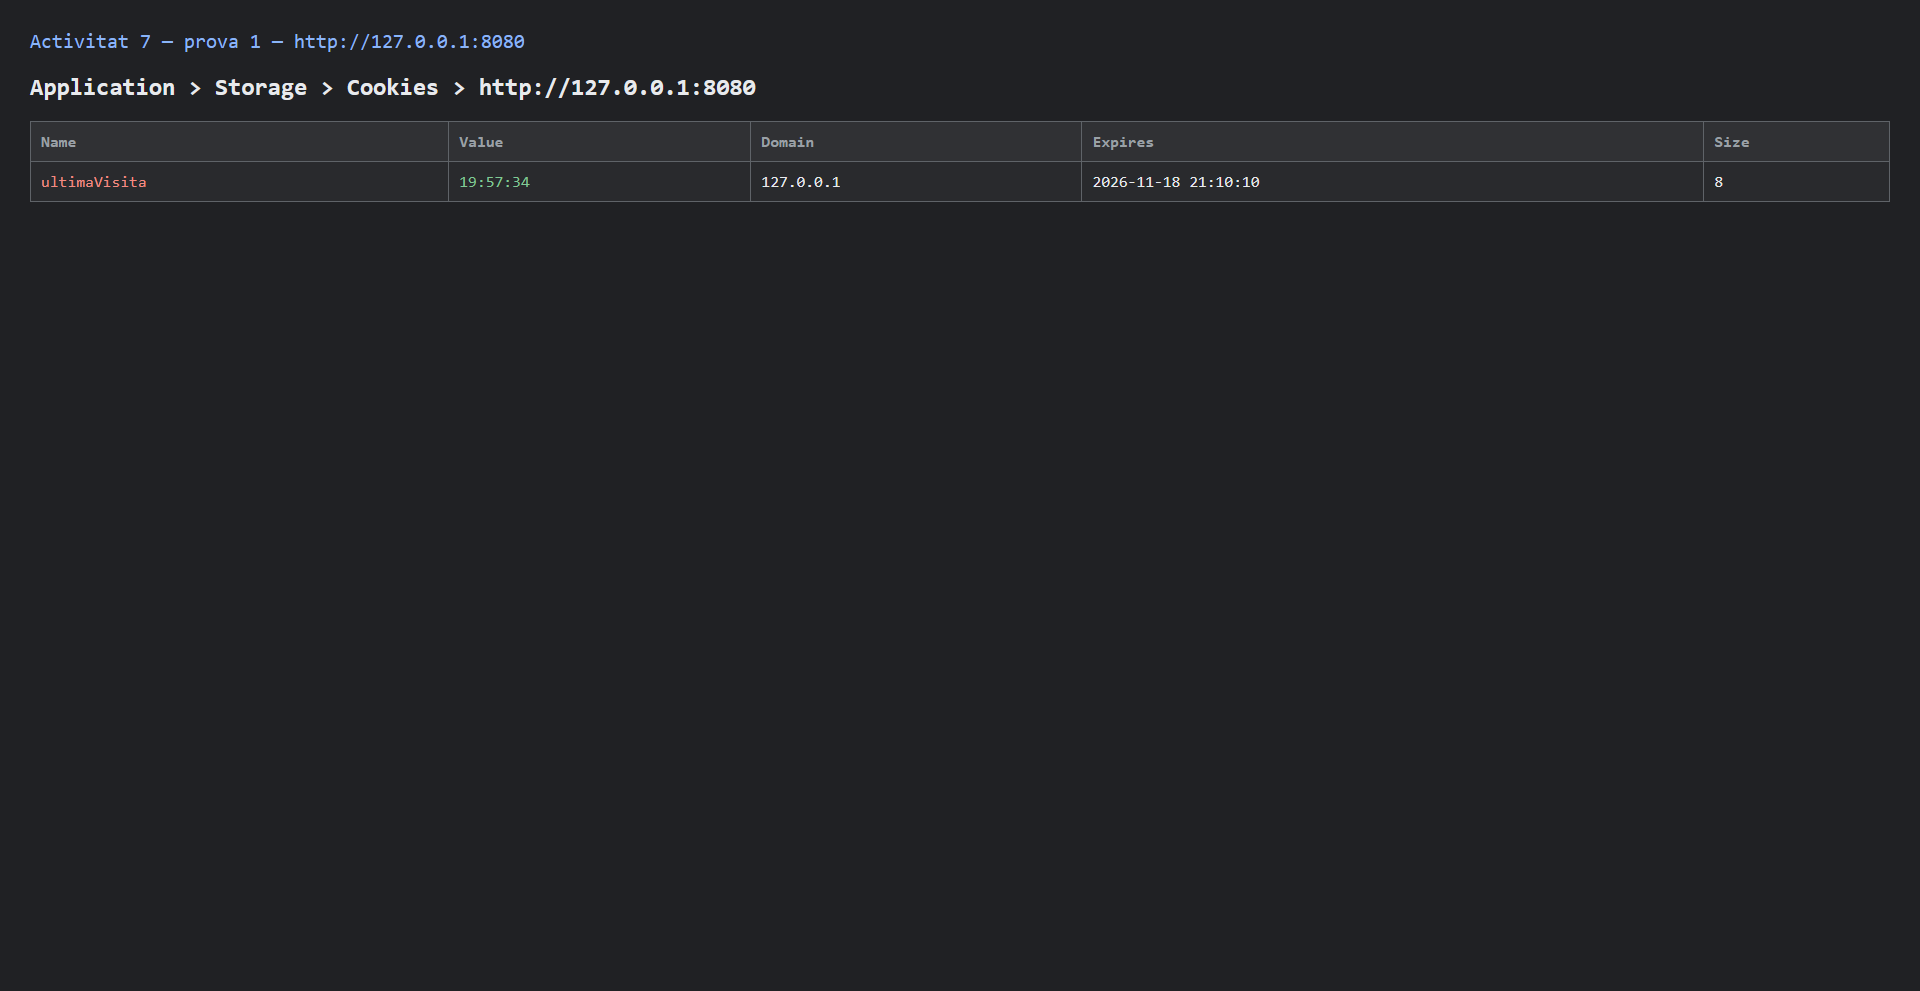 Activitat 7 — prova 1 — http://127.0.0.1:8080
Application > Storage > Cookies > http://127.0.0.1:8080
Name Value Domain Expires Size
ultimaVisita 19:57:34 127.0.0.1 2026-11-18 21:10:10 8